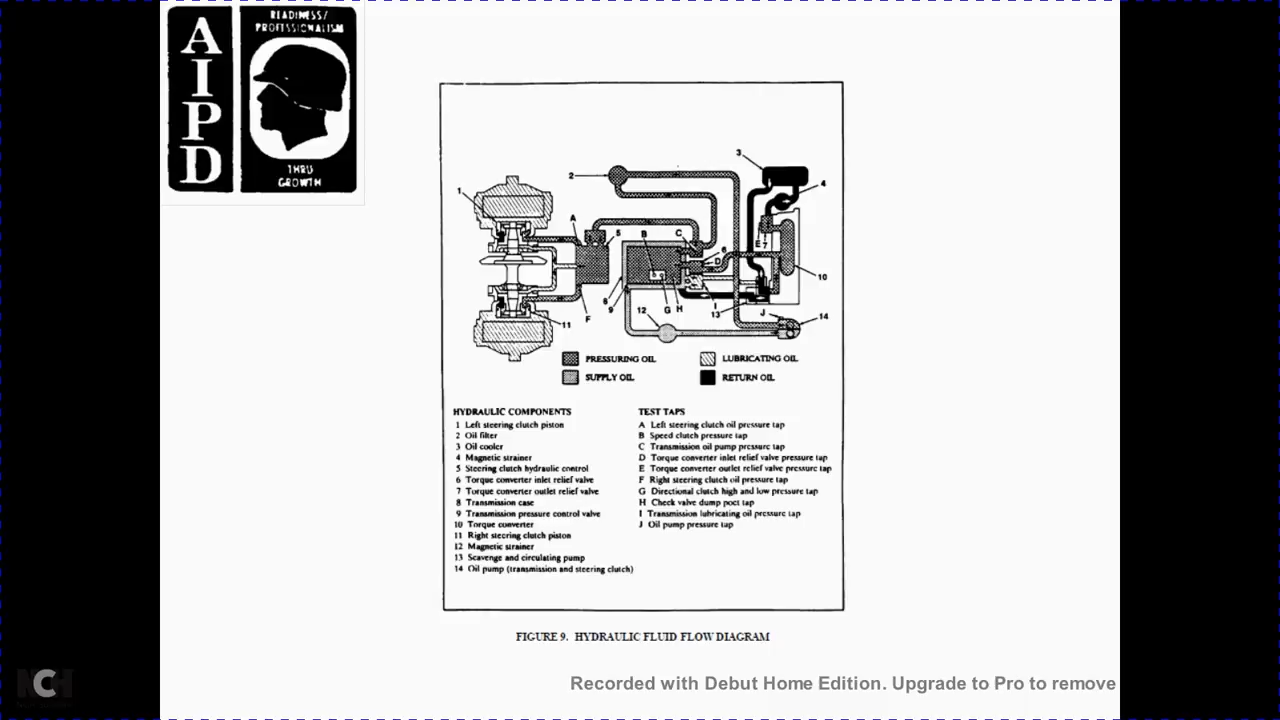 READINESS/
PROFESSIONALISM
A
I
P
D
THRU
GROWTH
3
2
4
1
A
5
B
C
6
D
E
7
10
8
9
G
H
I
13
J
14
12
F
11
PRESSURING OIL
LUBRICATING OIL
SUPPLY OIL
RETURN OIL
HYDRAULIC COMPONENTS
1 Left steering clutch piston
2 Oil filter
3 Oil cooler
4 Magnetic strainer
5 Steering clutch hydraulic control
6 Torque converter inlet relief valve
7 Torque converter outlet relief valve
8 Transmission case
9 Transmission pressure control valve
10 Torque converter
11 Right steering clutch piston
12 Magnetic strainer
13 Scavenge and circulating pump
14 Oil pump (transmission and steering clutch)
TEST TAPS
A Left steering clutch oil pressure tap
B Speed clutch pressure tap
C Transmission oil pump pressure tap
D Torque converter inlet relief valve pressure tap
E Torque converter outlet relief valve pressure tap
F Right steering clutch oil pressure tap
G Directional clutch high and low pressure tap
H Check valve dump poct tap
I Transmission lubricating oil pressure tap
J Oil pump pressure tap
FIGURE 9. HYDRAULIC FLUID FLOW DIAGRAM
Recorded with Debut Home Edition. Upgrade to Pro to remove
NCH